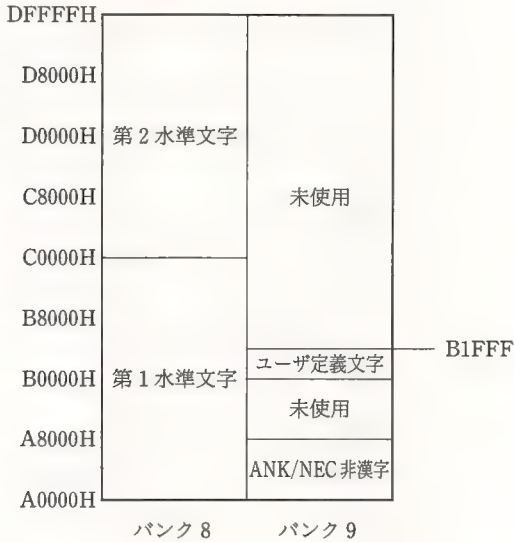 DFFFFH
D8000H
D0000H 第2水準文字
C8000H 未使用
C0000H
B8000H
B1FFF
ユーザ定義文字
B0000H 第1水準文字
未使用
A8000H
ANK/NEC非漢字
A0000H
バンク8 バンク9